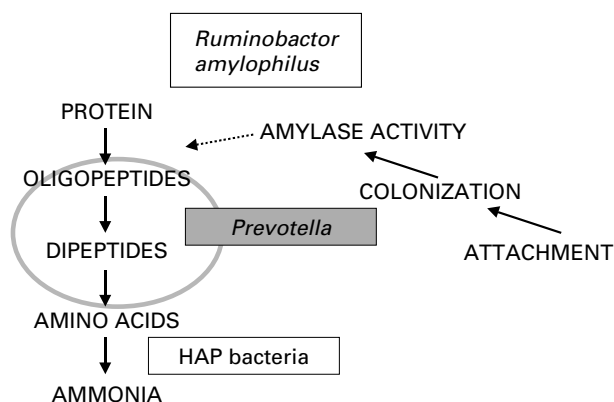 Ruminobactor
amylophilus
PROTEIN
AMYLASE ACTIVITY
OLIGOPEPTIDES
COLONIZATION
Prevotella
DIPEPTIDES
ATTACHMENT
AMINO ACIDS
HAP bacteria
AMMONIA